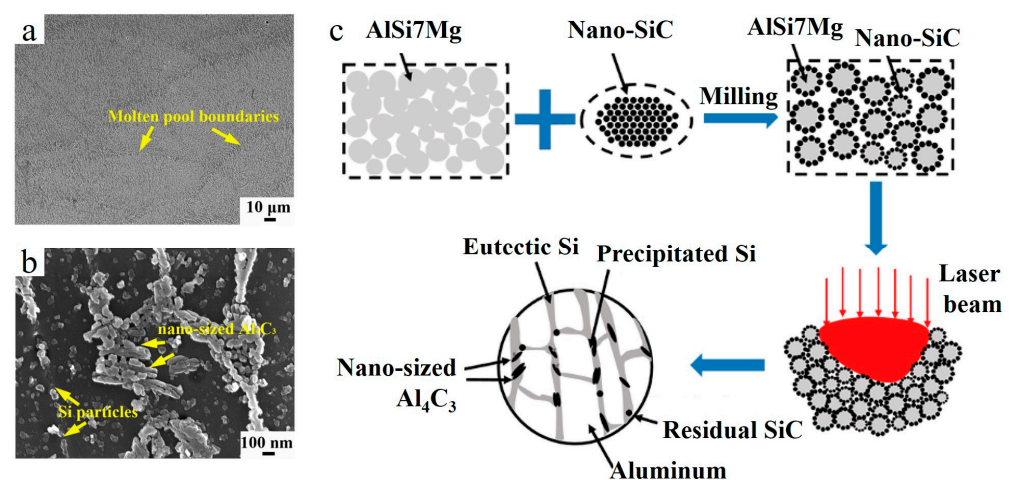 a
Molten pool boundaries
10 μm
b
nano-sized Al₄C₃
Si particles
100 nm
c
AlSi7Mg
Nano-SiC
Milling
AlSi7Mg
Nano-SiC
Laser
beam
Eutectic Si
Precipitated Si
Nano-sized
Al₄C₃
Residual SiC
Aluminum